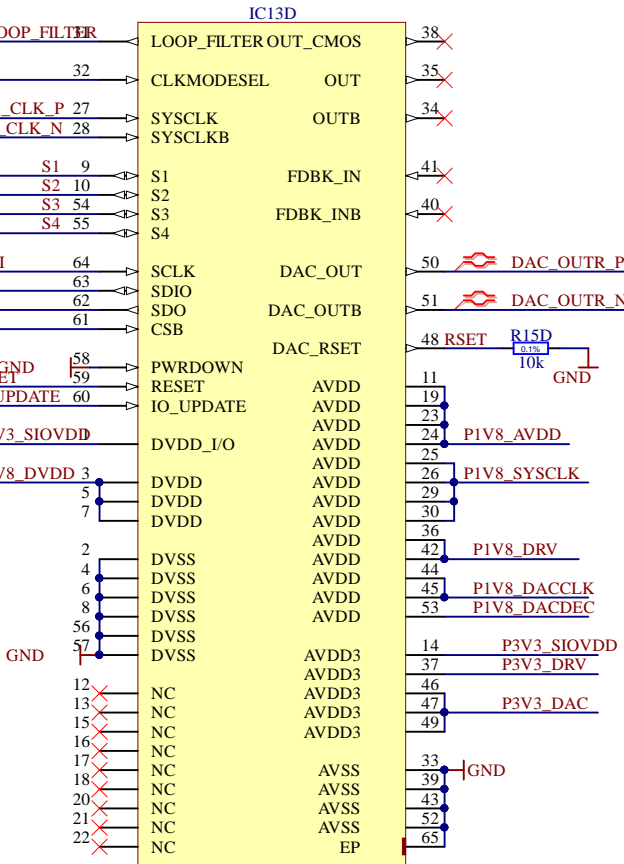 IC13D
OOP_FILTER 31 LOOP_FILTER OUT_CMOS 38
32 CLKMODESEL OUT 35
_CLK_P 27 SYSCLK OUTB 34
_CLK_N 28 SYSCLKB
S1 9 S1 FDBK_IN 41
S2 10 S2
S3 54 S3 FDBK_INB 40
S4 55 S4
I 64 SCLK DAC_OUT 50 DAC_OUTR_P
63 SDIO
62 SDO DAC_OUTB 51 DAC_OUTR_N
61 CSB
DAC_RSET 48 RSET R15D
0.1%
10k
GND
GND 58 PWRDOWN
ET 59 RESET AVDD 11
UPDATE 60 IO_UPDATE AVDD 19
AVDD 23
V3_SIOVDD 1 DVDD_I/O AVDD 24 P1V8_AVDD
AVDD 25
V8_DVDD 3 DVDD AVDD 26 P1V8_SYSCLK
5 DVDD AVDD 29
7 DVDD AVDD 30
AVDD 36
2 DVSS AVDD 42 P1V8_DRV
4 DVSS AVDD 44
6 DVSS AVDD 45 P1V8_DACCLK
8 DVSS AVDD 53 P1V8_DACDEC
56 DVSS
GND 57 DVSS AVDD3 14 P3V3_SIOVDD
AVDD3 37 P3V3_DRV
12 NC AVDD3 46
13 NC AVDD3 47 P3V3_DAC
15 NC AVDD3 49
16 NC
17 NC AVSS 33 GND
18 NC AVSS 39
20 NC AVSS 43
21 NC AVSS 52
22 NC EP 65